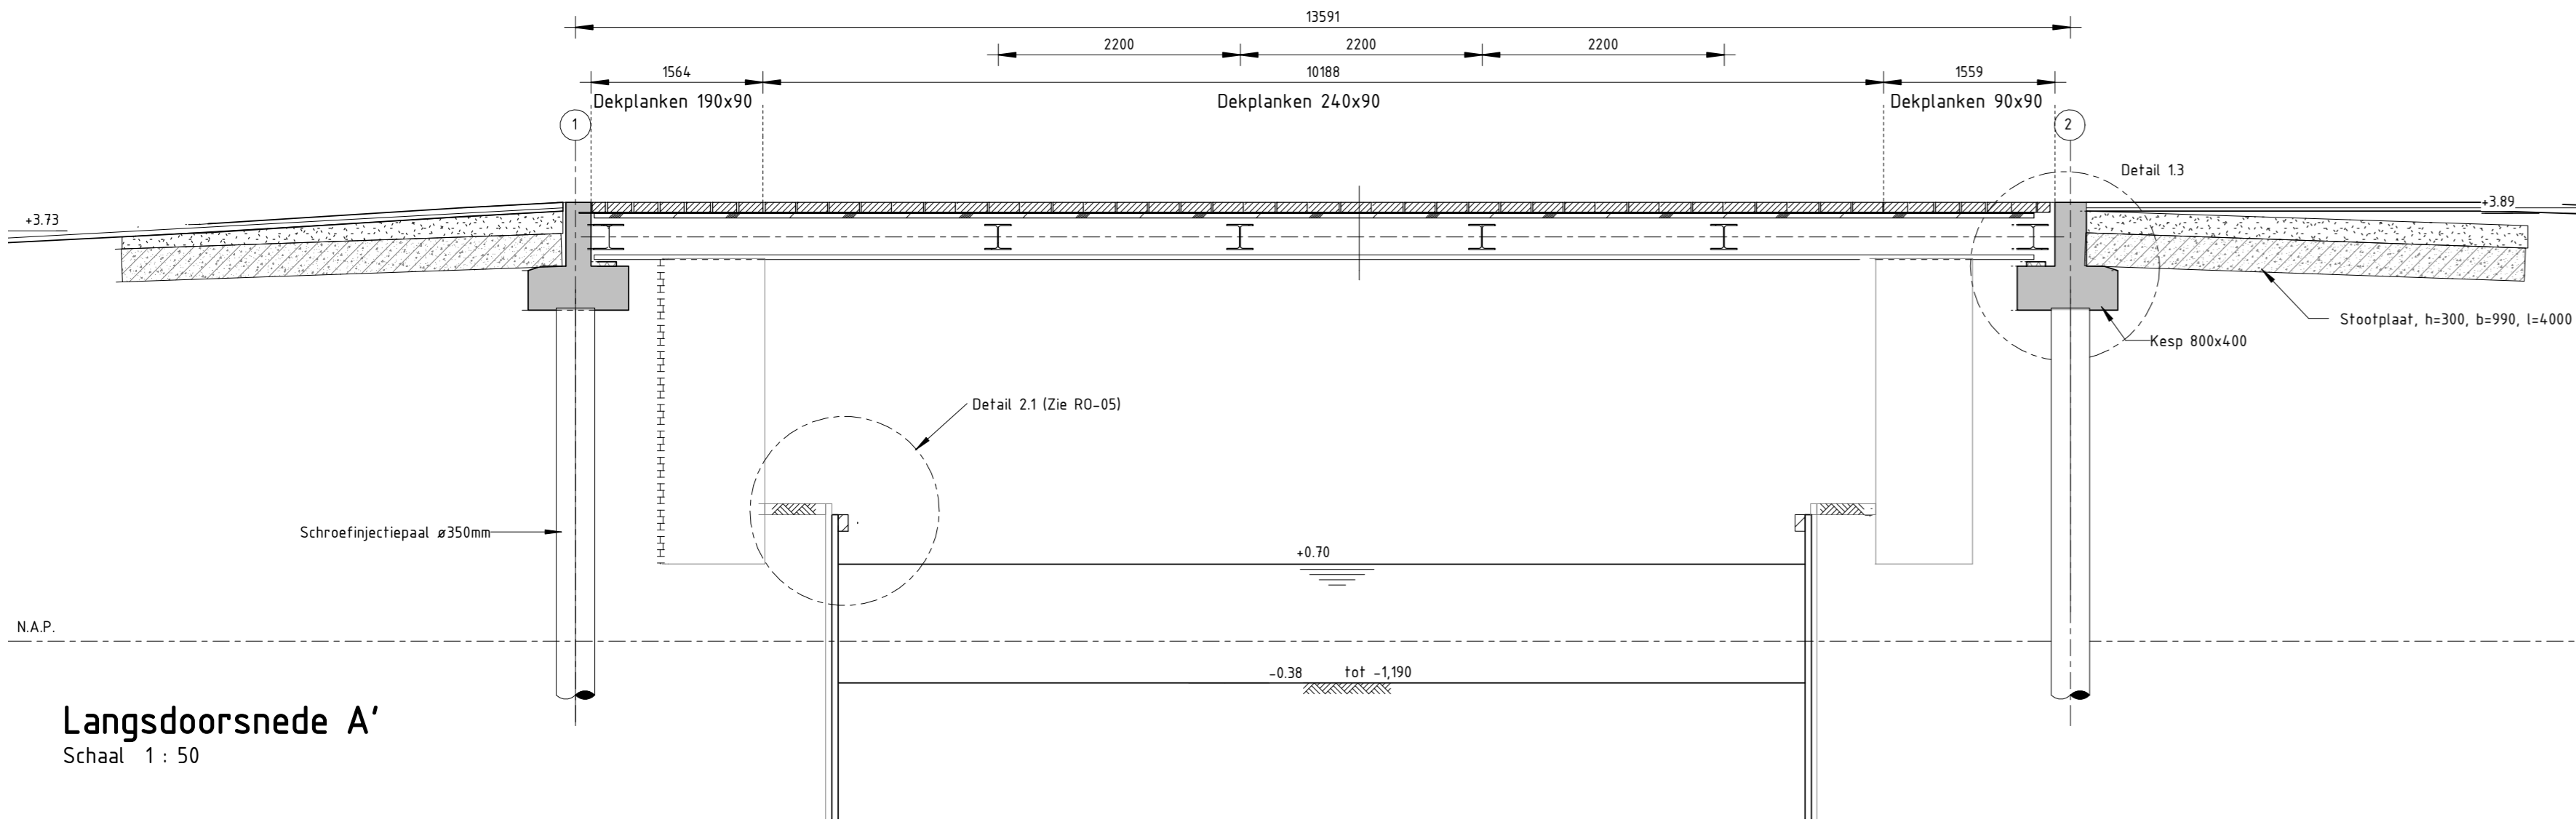 13591
2200 2200 2200
1564 10188 1559
Dekplanken 190x90 Dekplanken 240x90 Dekplanken 90x90
1 2
Detail 1.3
+3.73 +3.89
Stootplaat, h=300, b=990, l=4000
Kesp 800x400
Detail 2.1 (Zie RO-05)
Schroefinjectiepaal ø350mm
+0.70
N.A.P.
-0.38 tot -1,190
Langsdoorsnede A'
Schaal 1 : 50